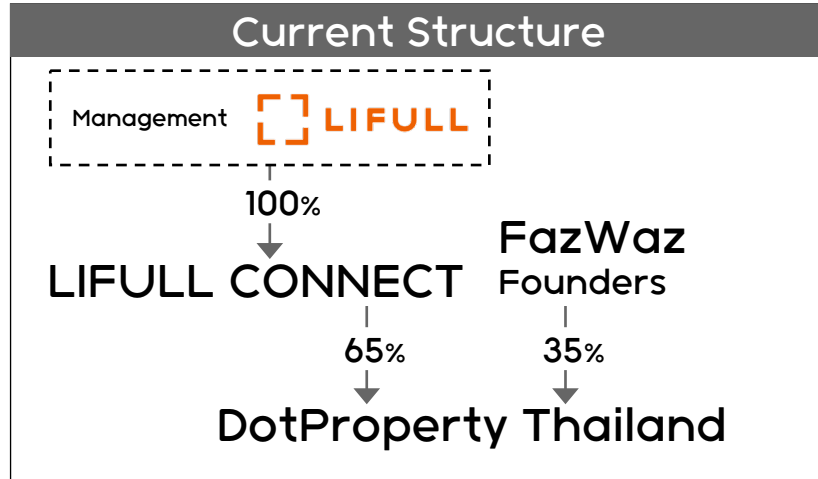 Current Structure
Management LIFULL
100%
FazWaz
LIFULL CONNECT Founders
65% 35%
DotProperty Thailand